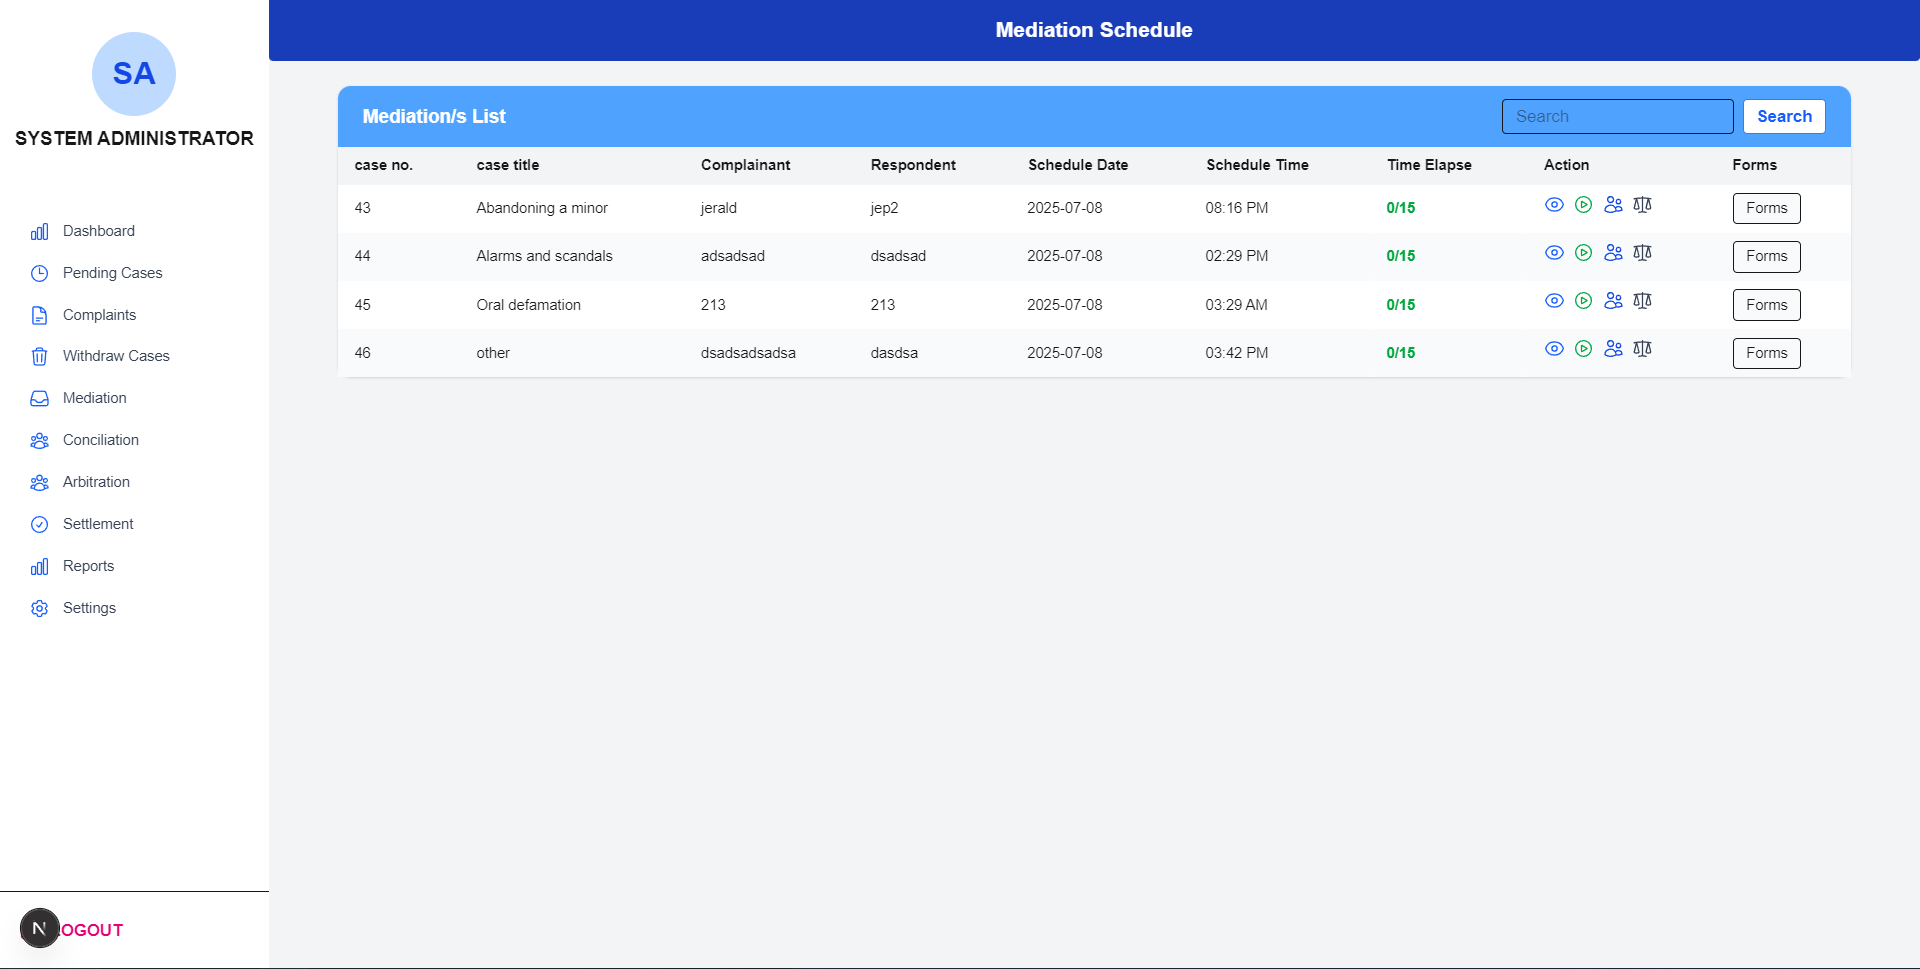 SA
SYSTEM ADMINISTRATOR
Dashboard
Pending Cases
Complaints
Withdraw Cases
Mediation
Conciliation
Arbitration
Settlement
Reports
Settings
N
OGOUT
Mediation Schedule
Mediation/s List
Search Search
case no. case title Complainant Respondent Schedule Date Schedule Time Time Elapse Action Forms
43 Abandoning a minor jerald jep2 2025-07-08 08:16 PM 0/15 Forms
44 Alarms and scandals adsadsad dsadsad 2025-07-08 02:29 PM 0/15 Forms
45 Oral defamation 213 213 2025-07-08 03:29 AM 0/15 Forms
46 other dsadsadsadsa dasdsa 2025-07-08 03:42 PM 0/15 Forms